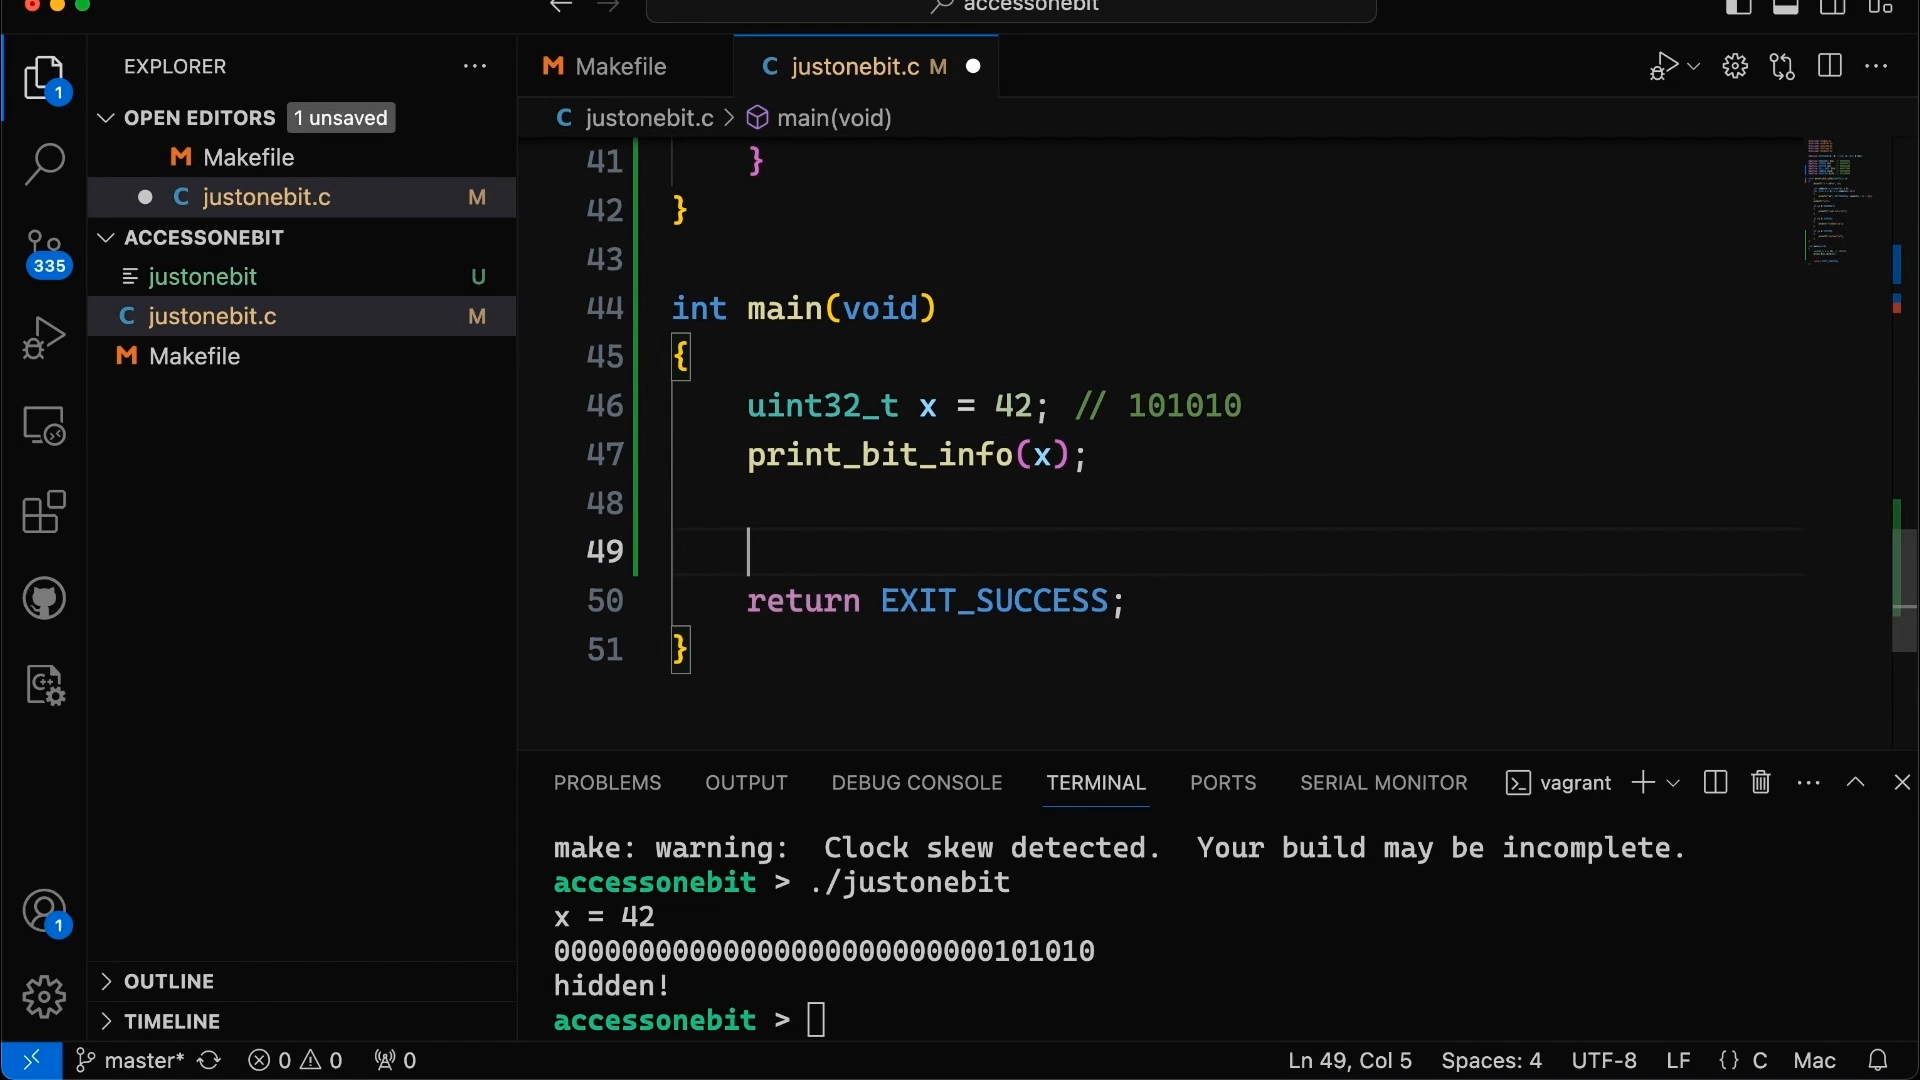 accessonebit
EXPLORER
OPEN EDITORS 1 unsaved
Makefile
justonebit.c M
ACCESSONEBIT
justonebit U
justonebit.c M
Makefile
OUTLINE
TIMELINE
1
335
1
Makefile
justonebit.c M
justonebit.c > main(void)
41 }
42 }
43
44 int main(void)
45 {
46 uint32_t x = 42; // 101010
47 print_bit_info(x);
48
49
50 return EXIT_SUCCESS;
51 }
PROBLEMS OUTPUT DEBUG CONSOLE TERMINAL PORTS SERIAL MONITOR vagrant
make: warning:  Clock skew detected.  Your build may be incomplete.
accessonebit > ./justonebit
x = 42
00000000000000000000000000101010
hidden!
accessonebit >
master* 0 0 0 Ln 49, Col 5 Spaces: 4 UTF-8 LF {} C Mac